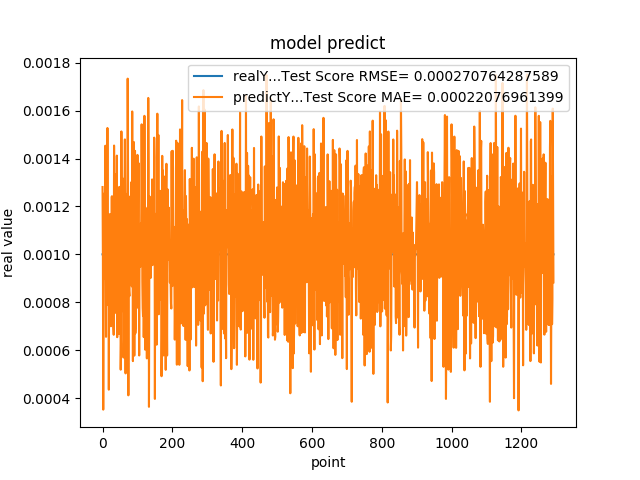 model predict
realY...Test Score RMSE= 0.000270764287589
predictY...Test Score MAE= 0.00022076961399
real value
0.0018
0.0016
0.0014
0.0012
0.0010
0.0008
0.0006
0.0004
0 200 400 600 800 1000 1200
point